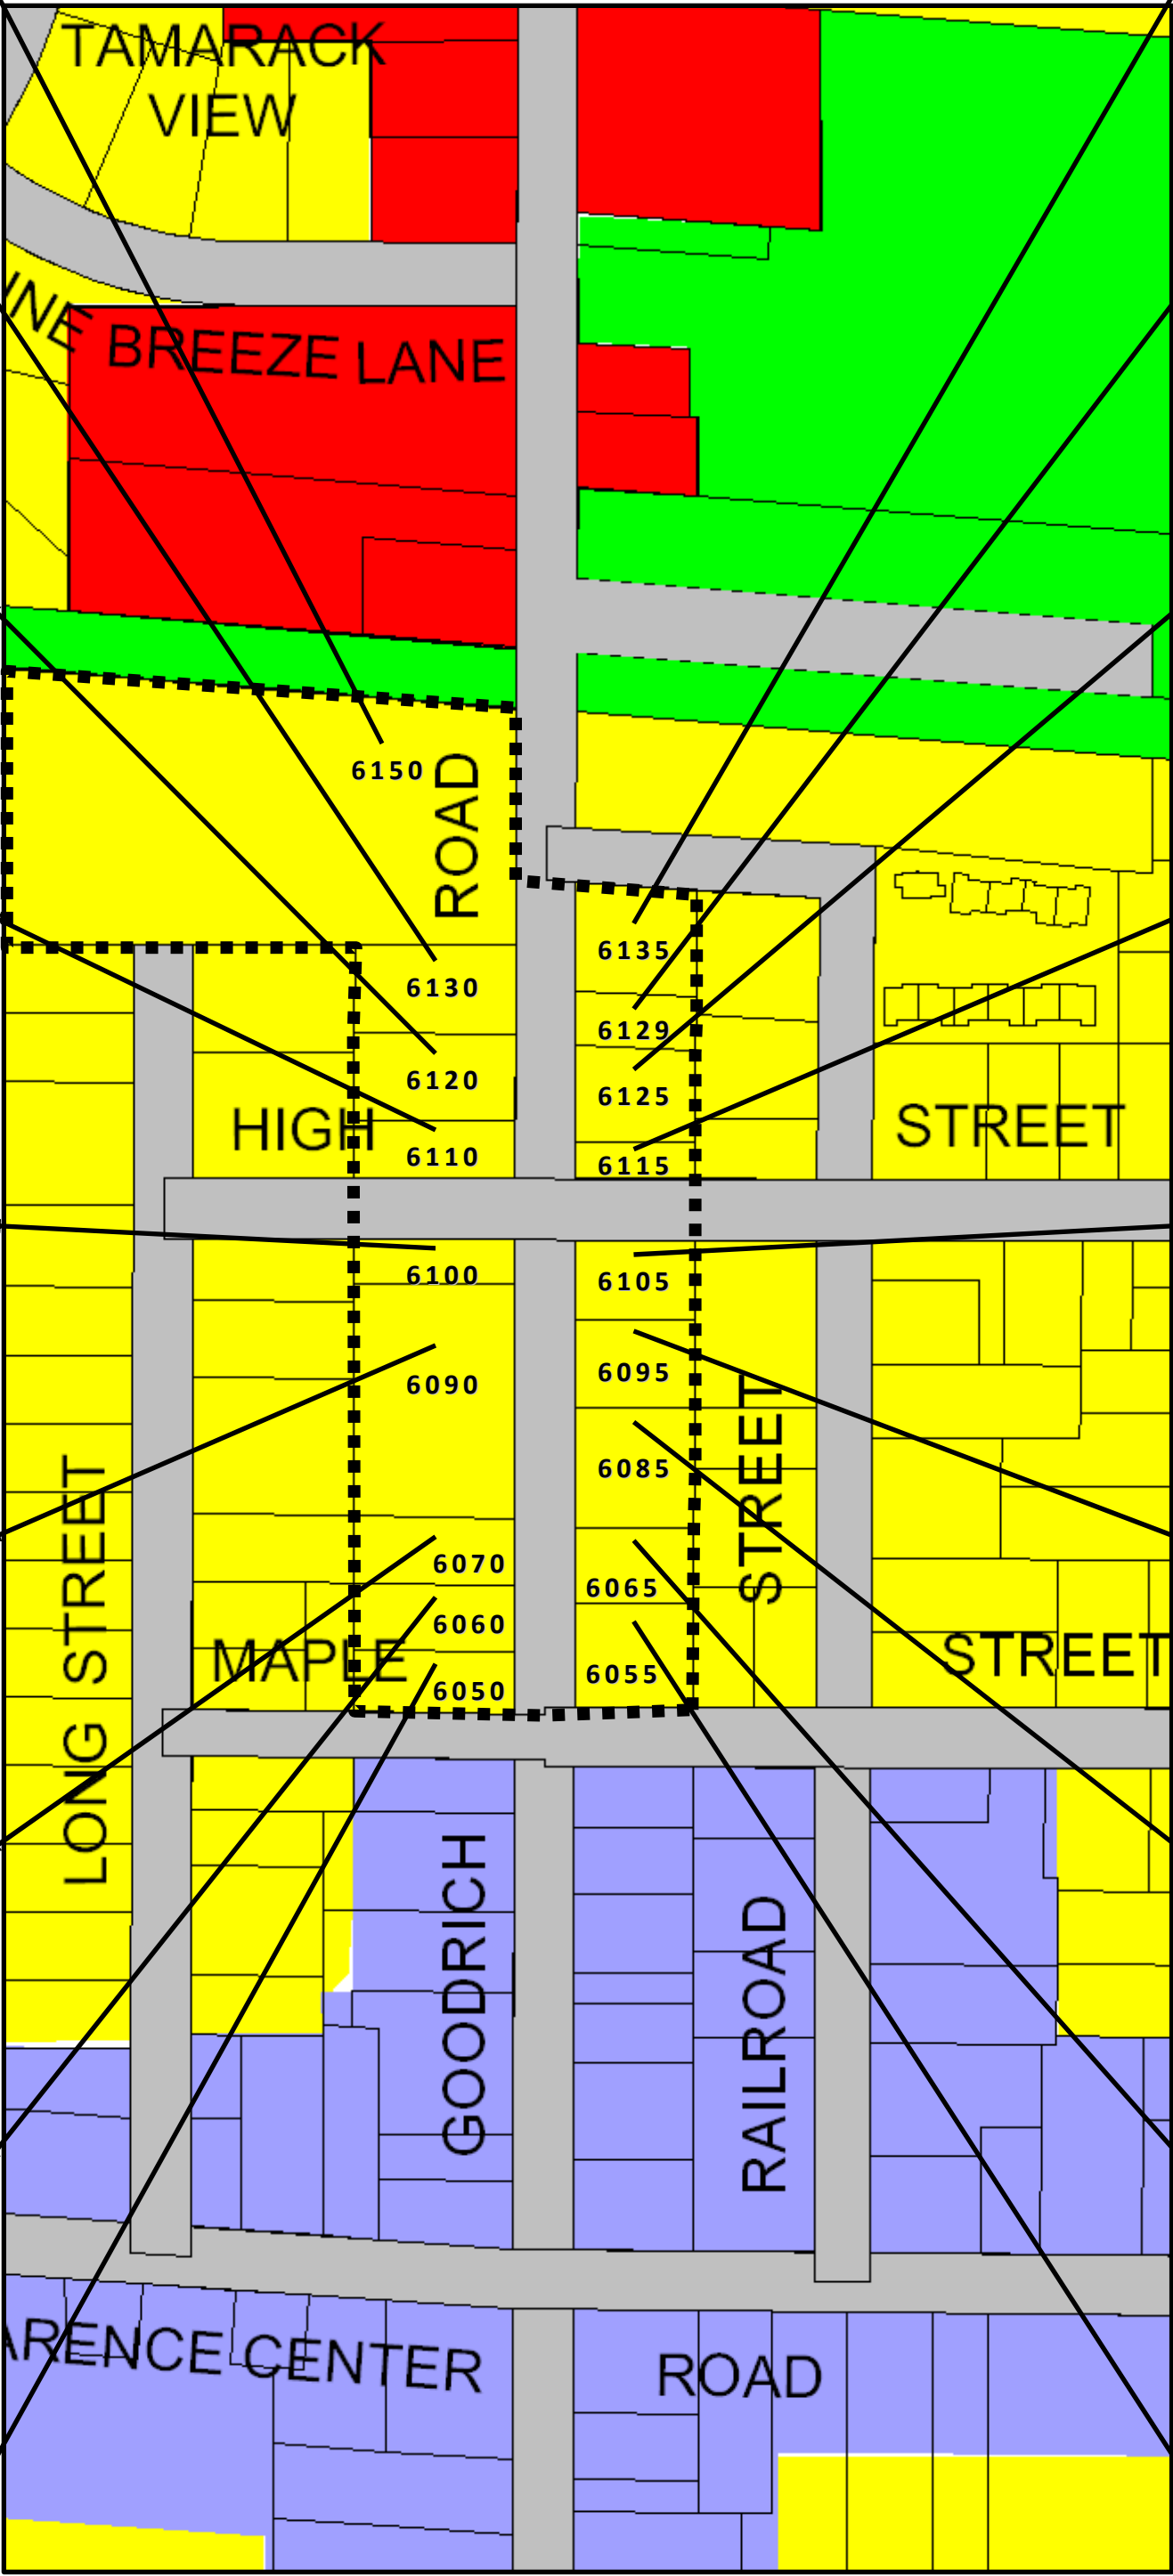 TAMARACK
VIEW
INE BREEZE LANE
6150
ROAD
6135
6130
6129
6120
6125
HIGH STREET
6110
6115
6100
6105
6095
6090
6085
STREET
LONG STREET
6070
6065
6060
MAPLE STREET
6055
6050
GOODRICH
RAILROAD
ARENCE CENTER ROAD